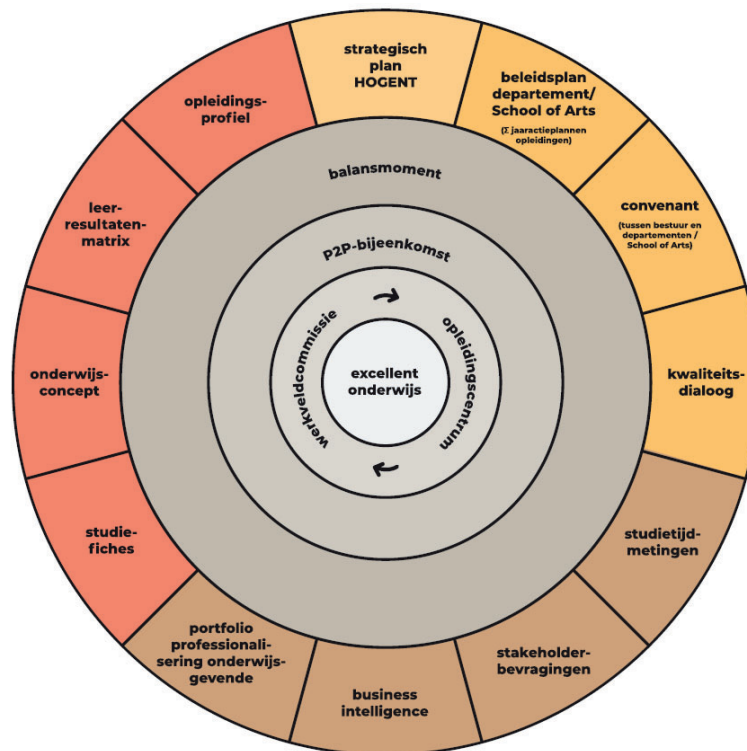 strategisch
plan
HOGENT
beleidsplan
departement/
School of Arts
(Σ jaaractieplannen
opleidingen)
convenant
(tussen bestuur en
departementen /
School of Arts)
kwaliteits-
dialoog
studietijd-
metingen
stakeholder-
bevragingen
business
intelligence
portfolio
professionali-
sering onderwijs-
gevende
studie-
fiches
onderwijs-
concept
leer-
resultaten-
matrix
opleidings-
profiel
balansmoment
P2P-bijeenkomst
werkveldcommissie
opleidingscentrum
excellent
onderwijs